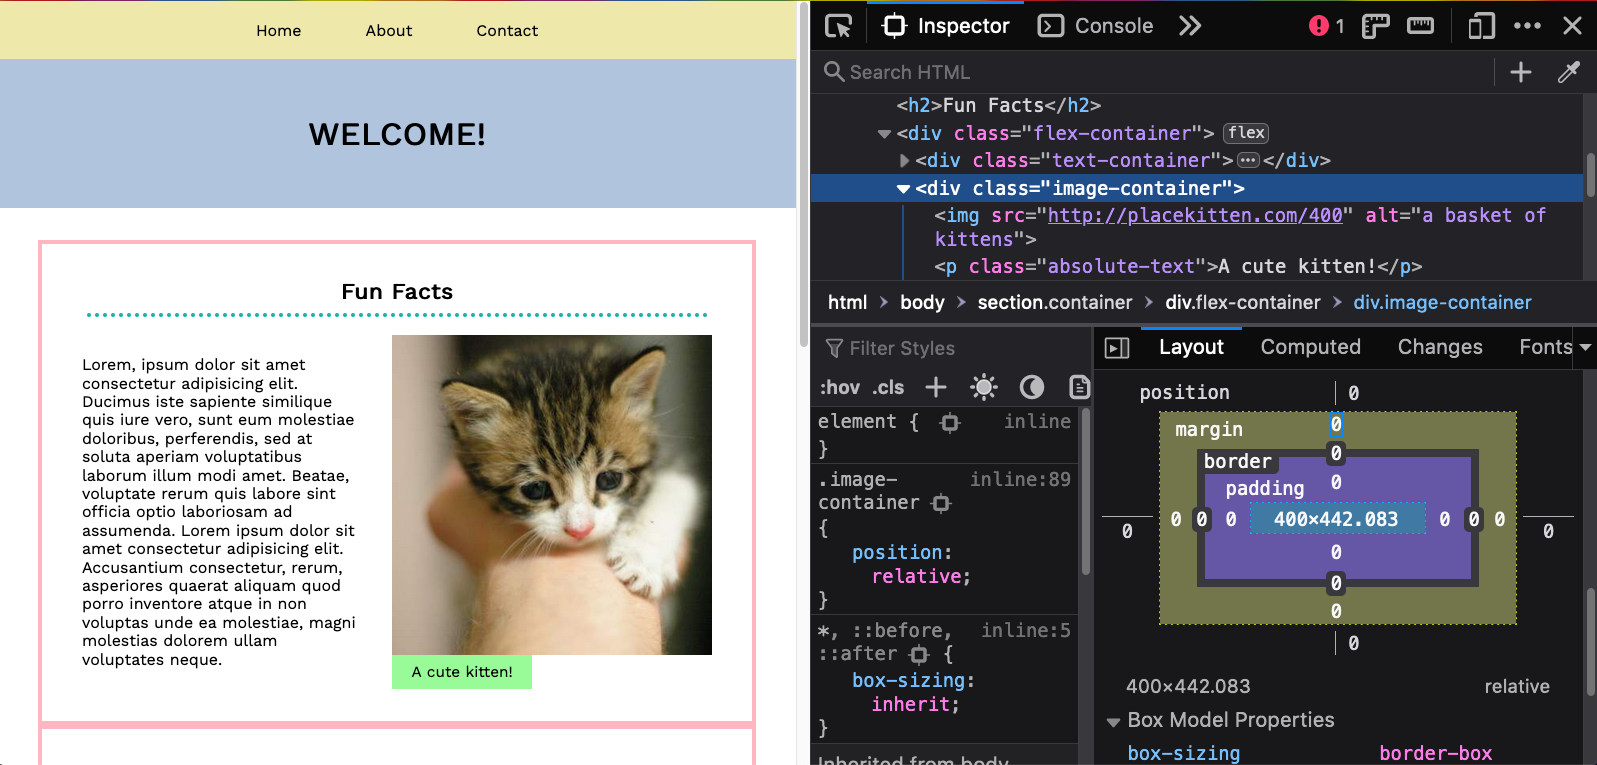 Home About Contact
WELCOME!
Fun Facts
Lorem, ipsum dolor sit amet
consectetur adipisicing elit.
Ducimus iste sapiente similique
quis iure vero, sunt eum molestiae
doloribus, perferendis, sed at
soluta aperiam voluptatibus
laborum illum modi amet. Beatae,
voluptate rerum quis labore sint
officia optio laboriosam ad
assumenda. Lorem ipsum dolor sit
amet consectetur adipisicing elit.
Accusantium consectetur, rerum,
asperiores quaerat aliquam quod
porro inventore atque in non
voluptas unde ea molestiae, magni
molestias dolorem ullam
voluptates neque.
A cute kitten!
Inspector Console 1
Search HTML
<h2>Fun Facts</h2>
<div class="flex-container"> flex
<div class="text-container">···</div>
<div class="image-container">
<img src="http://placekitten.com/400" alt="a basket of
kittens">
<p class="absolute-text">A cute kitten!</p>
html > body > section.container > div.flex-container > div.image-container
Filter Styles
:hov .cls
element { inline
}
.image- inline:89
container
{
position:
relative;
}
*, ::before, inline:5
::after {
box-sizing:
inherit;
}
Inherited from body
Layout Computed Changes Fonts
position 0
margin 0
border 0
padding 0
0 0 0 0 400×442.083 0 0 0 0
0
0
0
0
400×442.083 relative
Box Model Properties
box-sizing border-box